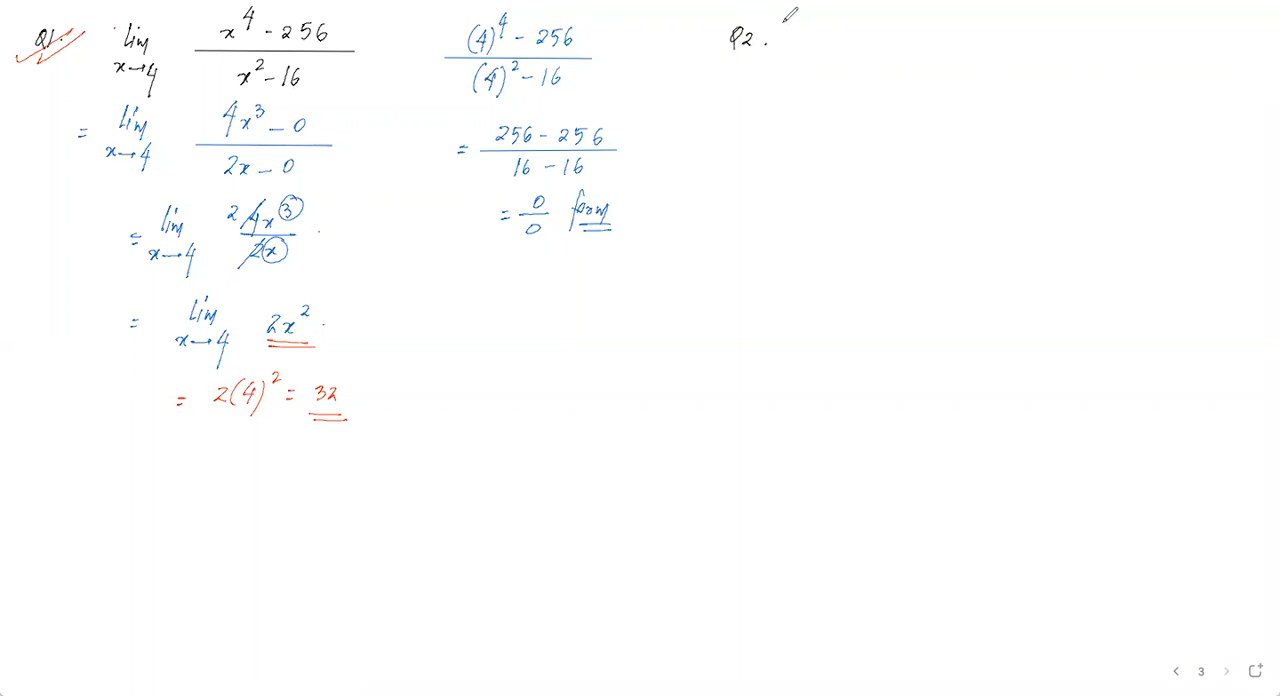 Q1. lim x→4 (x^4 - 256)/(x^2 - 16)
= lim x→4 (4x^3 - 0)/(2x - 0)
= lim x→4 2 4x^3/2x .
= lim x→4 2x^2 .
= 2(4)^2 = 32
((4)^4 - 256)/((4)^2 - 16)
= (256 - 256)/(16 - 16)
= 0/0 form
Q2.
< 3 >